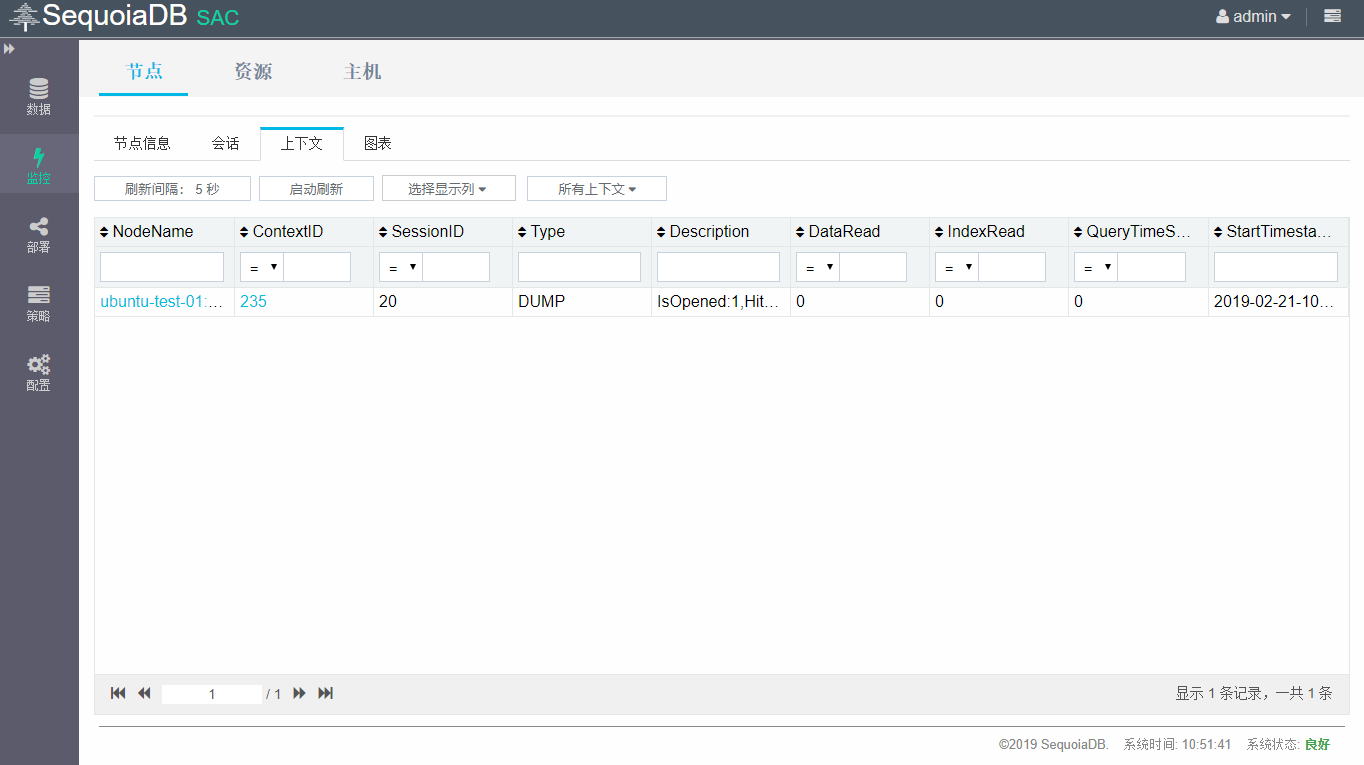 SequoiaDB SAC
admin
节点 资源 主机
数据
监控
部署
策略
配置
节点信息 会话 上下文 图表
刷新间隔： 5 秒 启动刷新 选择显示列 所有上下文
NodeName ContextID SessionID Type Description DataRead IndexRead QueryTimeS... StartTimesta...
= = = = =
ubuntu-test-01:... 235 20 DUMP IsOpened:1,Hit... 0 0 0 2019-02-21-10...
1 / 1
显示 1 条记录，一共 1 条
©2019 SequoiaDB. 系统时间: 10:51:41 系统状态: 良好